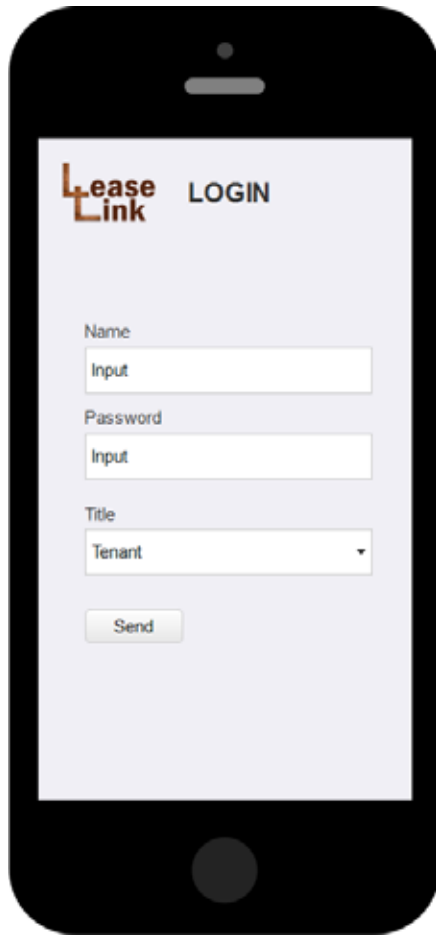 Lease
Link
LOGIN
Name
Input
Password
Input
Title
Tenant
Send